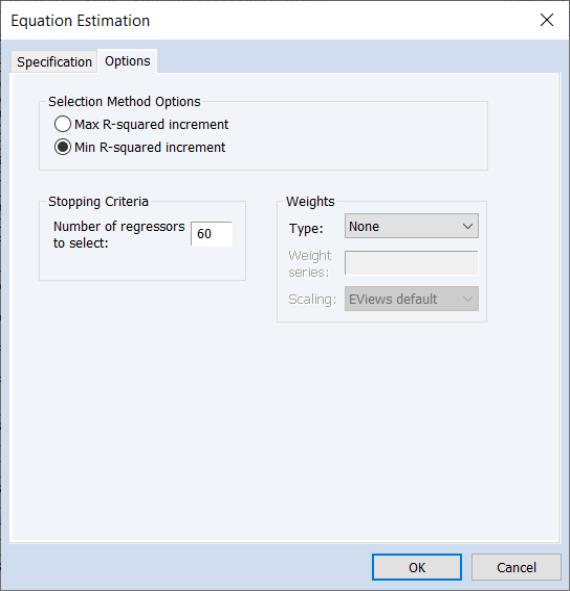 Equation Estimation
Specification
Options
Selection Method Options
Max R-squared increment
Min R-squared increment
Stopping Criteria
Number of regressors
to select:
60
Weights
Type:
None
Weight
series:
Scaling:
EViews default
OK
Cancel